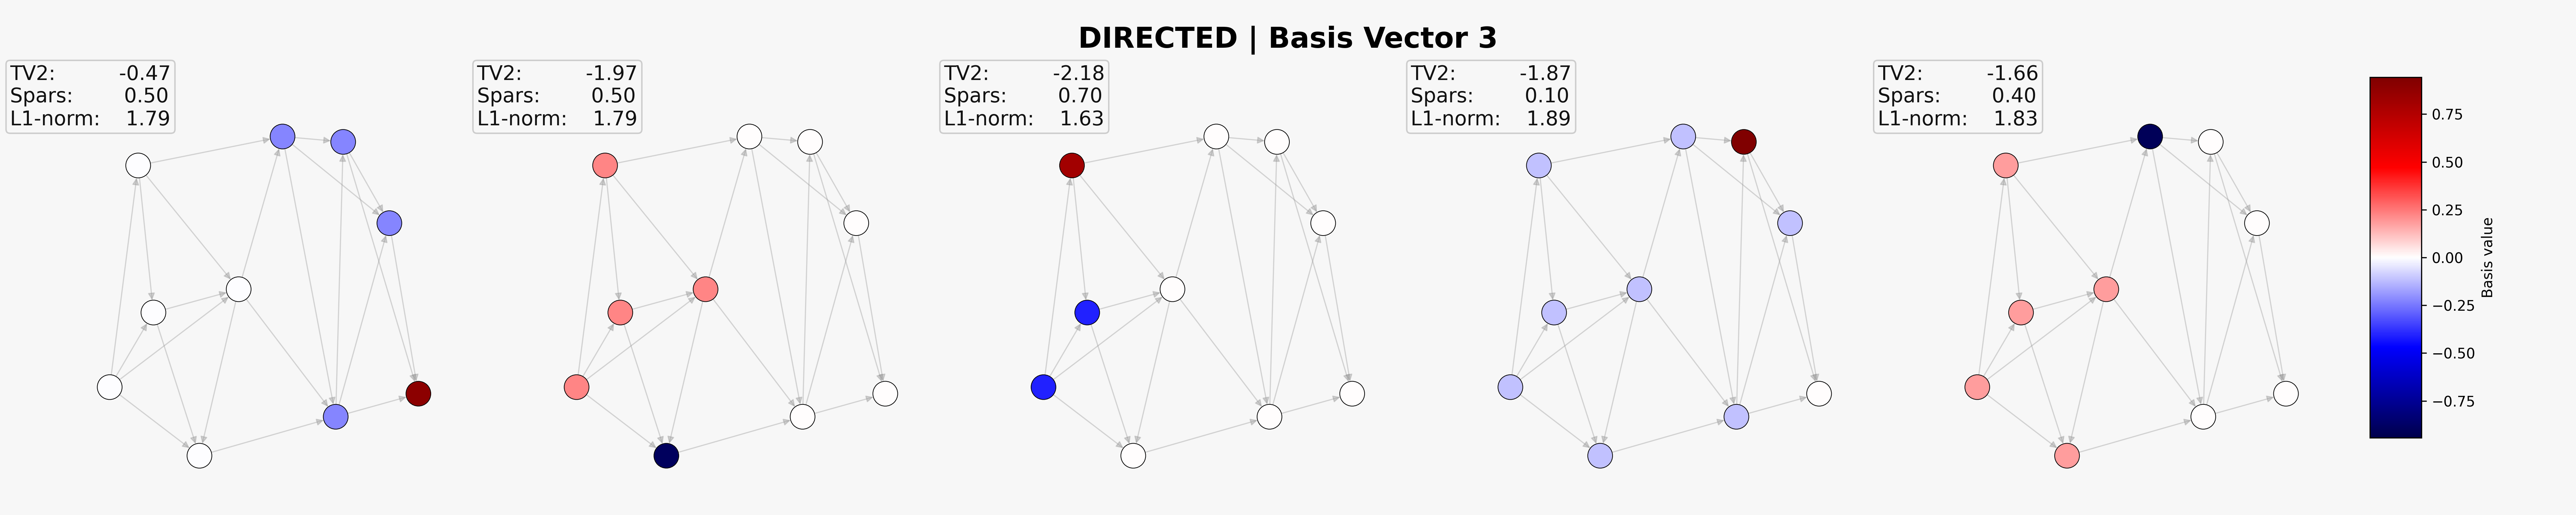 DIRECTED | Basis Vector 3
TV2: -0.47
Spars: 0.50
L1-norm: 1.79
TV2: -1.97
Spars: 0.50
L1-norm: 1.79
TV2: -2.18
Spars: 0.70
L1-norm: 1.63
TV2: -1.87
Spars: 0.10
L1-norm: 1.89
TV2: -1.66
Spars: 0.40
L1-norm: 1.83
0.75
0.50
0.25
0.00
−0.25
−0.50
−0.75
Basis value